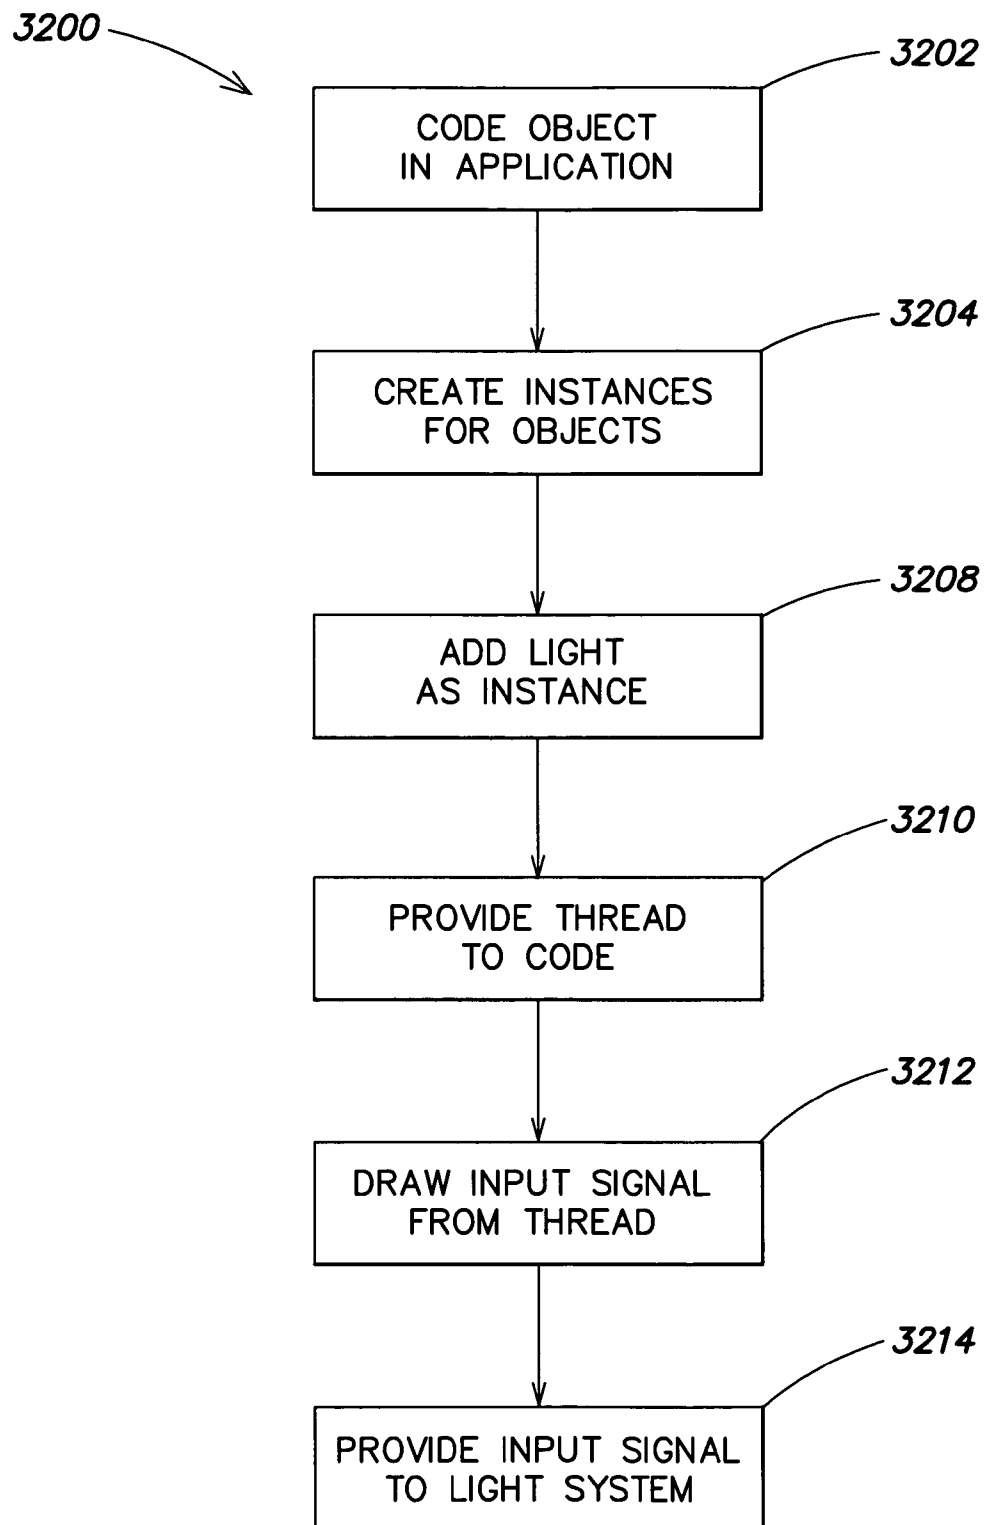 3200
3202
CODE OBJECT
IN APPLICATION
3204
CREATE INSTANCES
FOR OBJECTS
3208
ADD LIGHT
AS INSTANCE
3210
PROVIDE THREAD
TO CODE
3212
DRAW INPUT SIGNAL
FROM THREAD
3214
PROVIDE INPUT SIGNAL
TO LIGHT SYSTEM